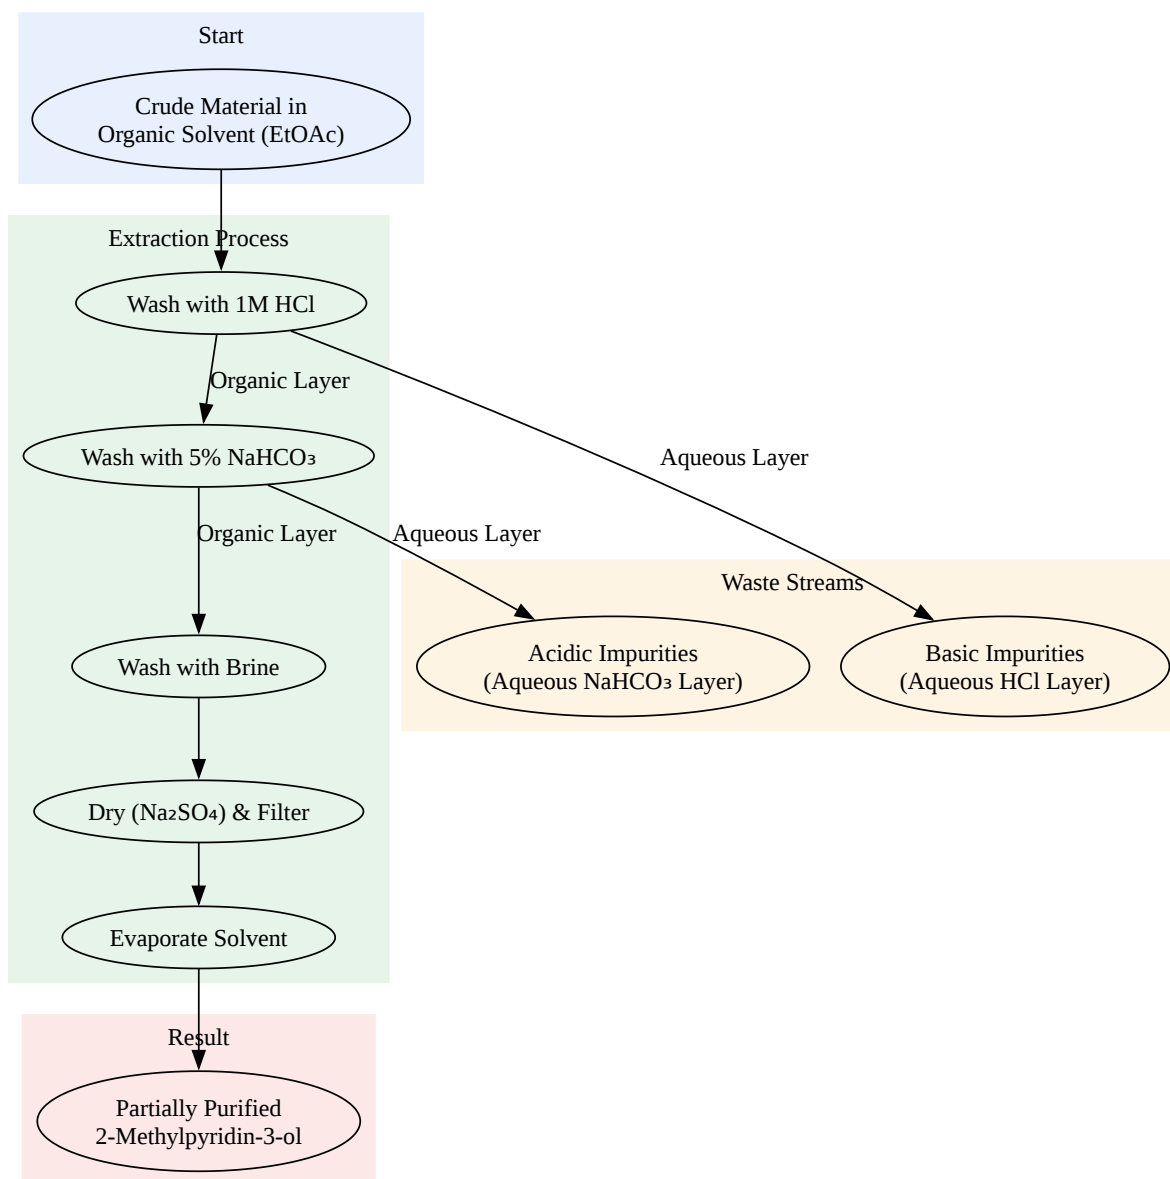 Start
Crude Material in
Organic Solvent (EtOAc)
Extraction Process
Wash with 1M HCl
Organic Layer
Wash with 5% NaHCO₃
Aqueous Layer
Organic Layer
Aqueous Layer
Waste Streams
Wash with Brine
Acidic Impurities
(Aqueous NaHCO₃ Layer)
Basic Impurities
(Aqueous HCl Layer)
Dry (Na₂SO₄) & Filter
Evaporate Solvent
Result
Partially Purified
2-Methylpyridin-3-ol